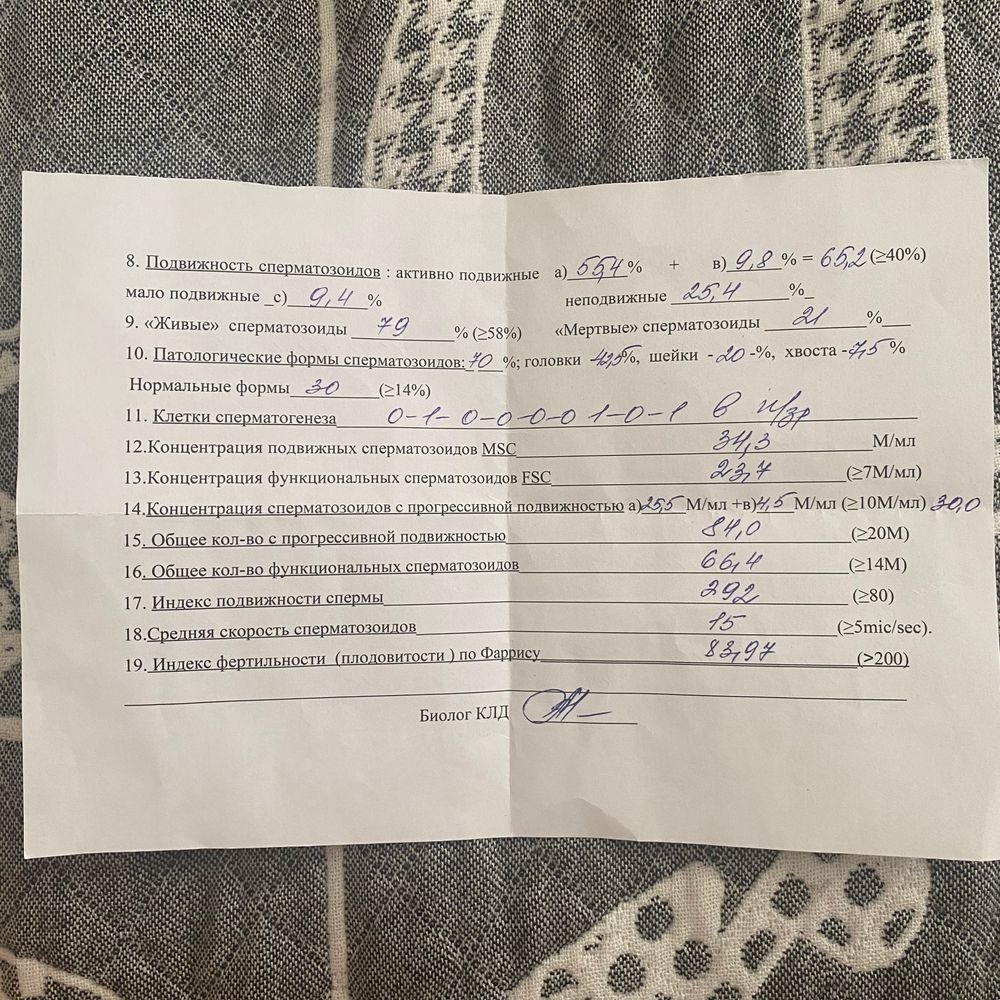 8. Подвижность сперматозоидов : активно подвижные а) 55,4 % + в) 9,8 % = 65,2 (≥40%)
мало подвижные _с) 9,4 % неподвижные 25,4 %_
9. «Живые» сперматозоиды 79 % (≥58%) «Мертвые» сперматозоиды 21 %
10. Патологические формы сперматозоидов: 70 %; головки 42,5%, шейки - 20 -%, хвоста - 7,5 %
Нормальные формы 30 (≥14%)
11. Клетки сперматогенеза 0-1-0-0-0-0 1-0-1 в п/зр
12.Концентрация подвижных сперматозоидов MSC 34,3 М/мл
13.Концентрация функциональных сперматозоидов FSC 23,7 (≥7М/мл)
14.Концентрация сперматозоидов с прогрессивной подвижностью а) 25,5 М/мл +в) 4,5 М/мл (≥10М/мл) 30,0
15. Общее кол-во с прогрессивной подвижностью 84,0 (≥20М)
16. Общее кол-во функциональных сперматозоидов 66,4 (≥14М)
17. Индекс подвижности спермы 292 (≥80)
18.Средняя скорость сперматозоидов 15 (≥5mic/sec).
19. Индекс фертильности (плодовитости ) по Фаррису 83,97 (>200)
Биолог КЛД